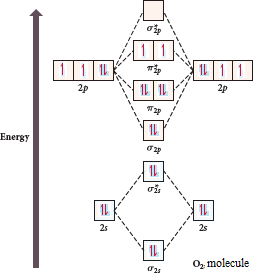 σ*2p
π*2p
2p 2p
π2p
Energy
σ2p
σ*2s
2s 2s
σ2s
O2 molecule